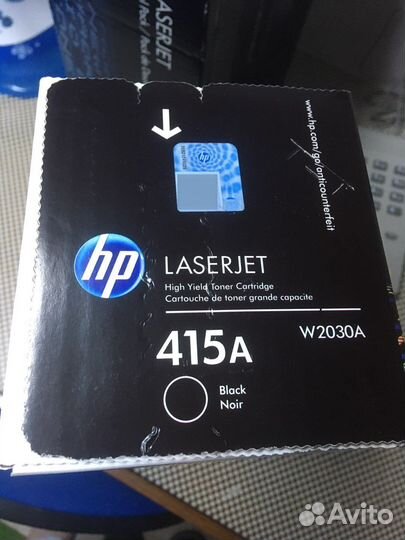 LASERJET
www.hp.com/go/anticounterfeit
hp
hp
LASERJET
High Yield Toner Cartridge
Cartouche de toner grande capacite
415A
W2030A
Black
Noir
Avito